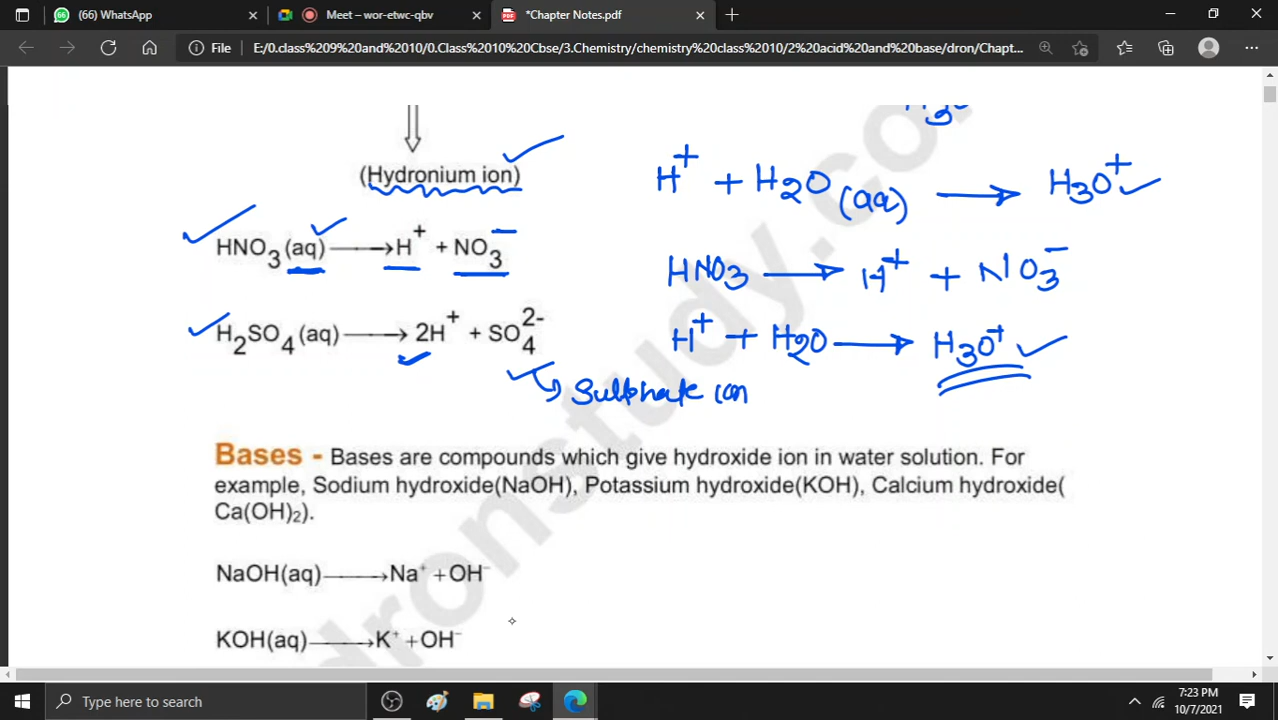 (66) WhatsApp
Meet – wor-etwc-qbv
*Chapter Notes.pdf
File
E:/0.class%209%20and%2010/0.Class%2010%20Cbse/3.Chemistry/chemistry%20class%2010/2%20acid%20and%20base/dron/Chapt...
(Hydronium ion)
H⁺ + H₂O (aq) ⟶ H₃O⁺
HNO₃(aq) ⟶ H⁺ + NO₃⁻
HNO₃ ⟶ H⁺ + NO₃⁻
H₂SO₄(aq) ⟶ 2H⁺ + SO₄²⁻
H⁺ + H₂O ⟶ H₃O⁺
Sulphate ion
Bases - Bases are compounds which give hydroxide ion in water solution. For
example, Sodium hydroxide(NaOH), Potassium hydroxide(KOH), Calcium hydroxide(
Ca(OH)₂).
NaOH(aq) ⟶ Na⁺ + OH⁻
KOH(aq) ⟶ K⁺ + OH⁻
dronstudy.com
Type here to search
7:23 PM
10/7/2021